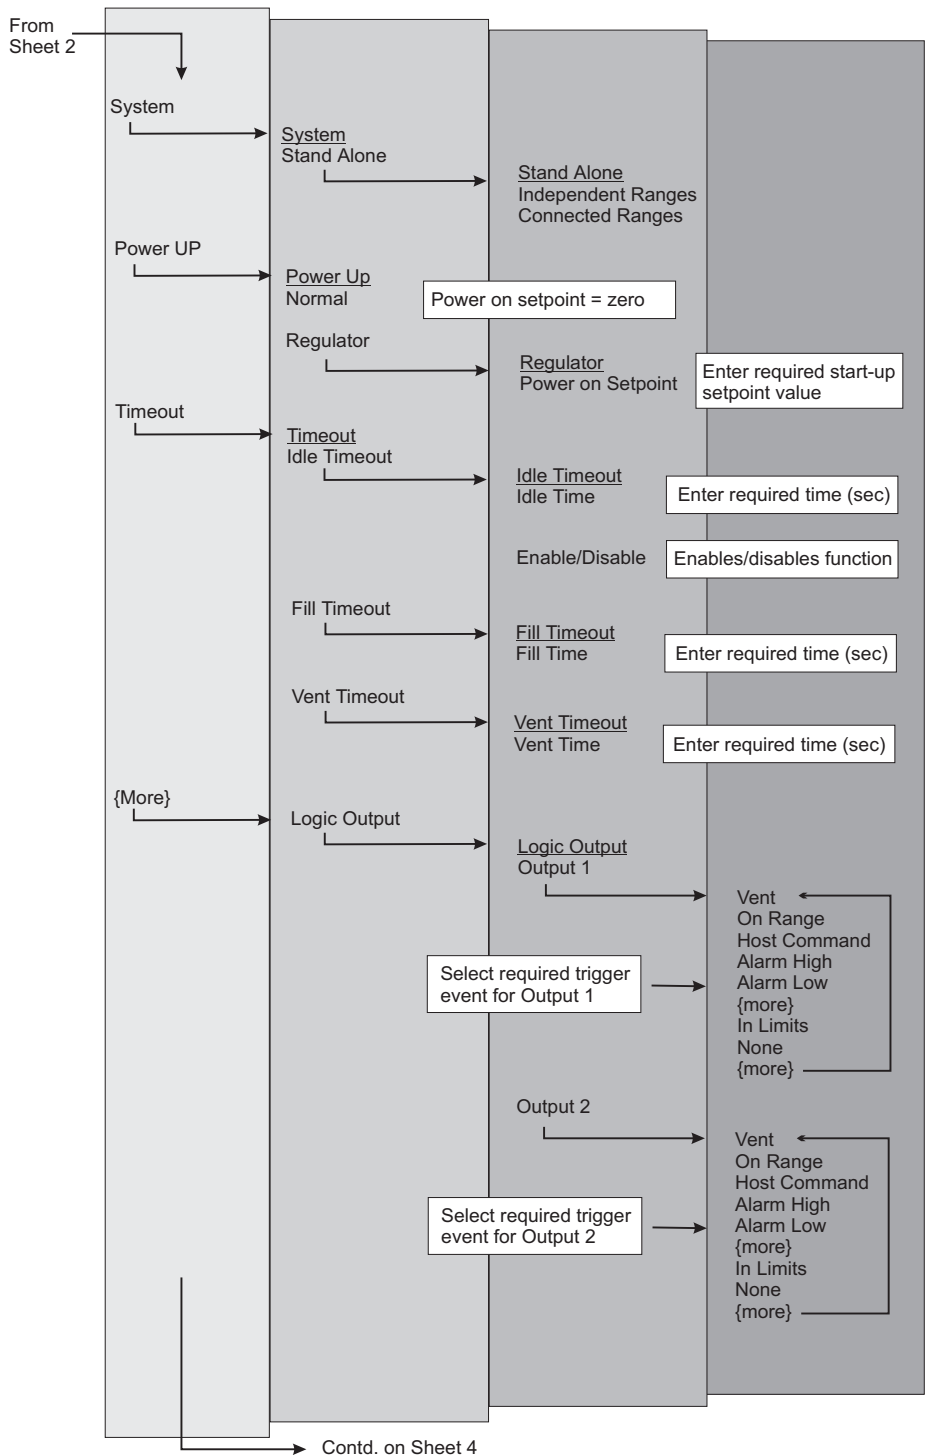 From
Sheet 2
System
System
Stand Alone
Stand Alone
Independent Ranges
Connected Ranges
Power UP
Power Up
Normal
Power on setpoint = zero
Regulator
Regulator
Power on Setpoint
Enter required start-up
setpoint value
Timeout
Timeout
Idle Timeout
Idle Timeout
Idle Time
Enter required time (sec)
Enable/Disable
Enables/disables function
Fill Timeout
Fill Timeout
Fill Time
Enter required time (sec)
Vent Timeout
Vent Timeout
Vent Time
Enter required time (sec)
{More}
Logic Output
Logic Output
Output 1
Vent
On Range
Host Command
Alarm High
Alarm Low
{more}
In Limits
None
{more}
Select required trigger
event for Output 1
Output 2
Vent
On Range
Host Command
Alarm High
Alarm Low
{more}
In Limits
None
{more}
Select required trigger
event for Output 2
Contd. on Sheet 4